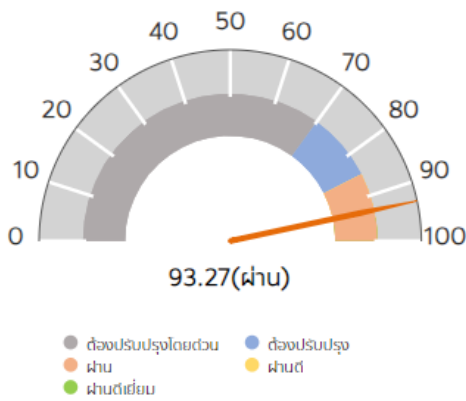 50
40
60
30
70
20
80
10
90
0
100
93.27(ผ่าน)
ต้องปรับปรุงโดยด่วน
ต้องปรับปรุง
ผ่าน
ผ่านดี
ผ่านดีเยี่ยม